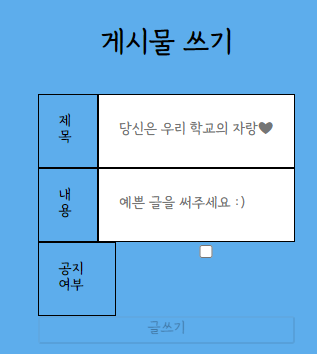 게시물 쓰기
제
목
당신은 우리 학교의 자랑♥
내
용
예쁜 글을 써주세요 :)
공지
여부
글쓰기